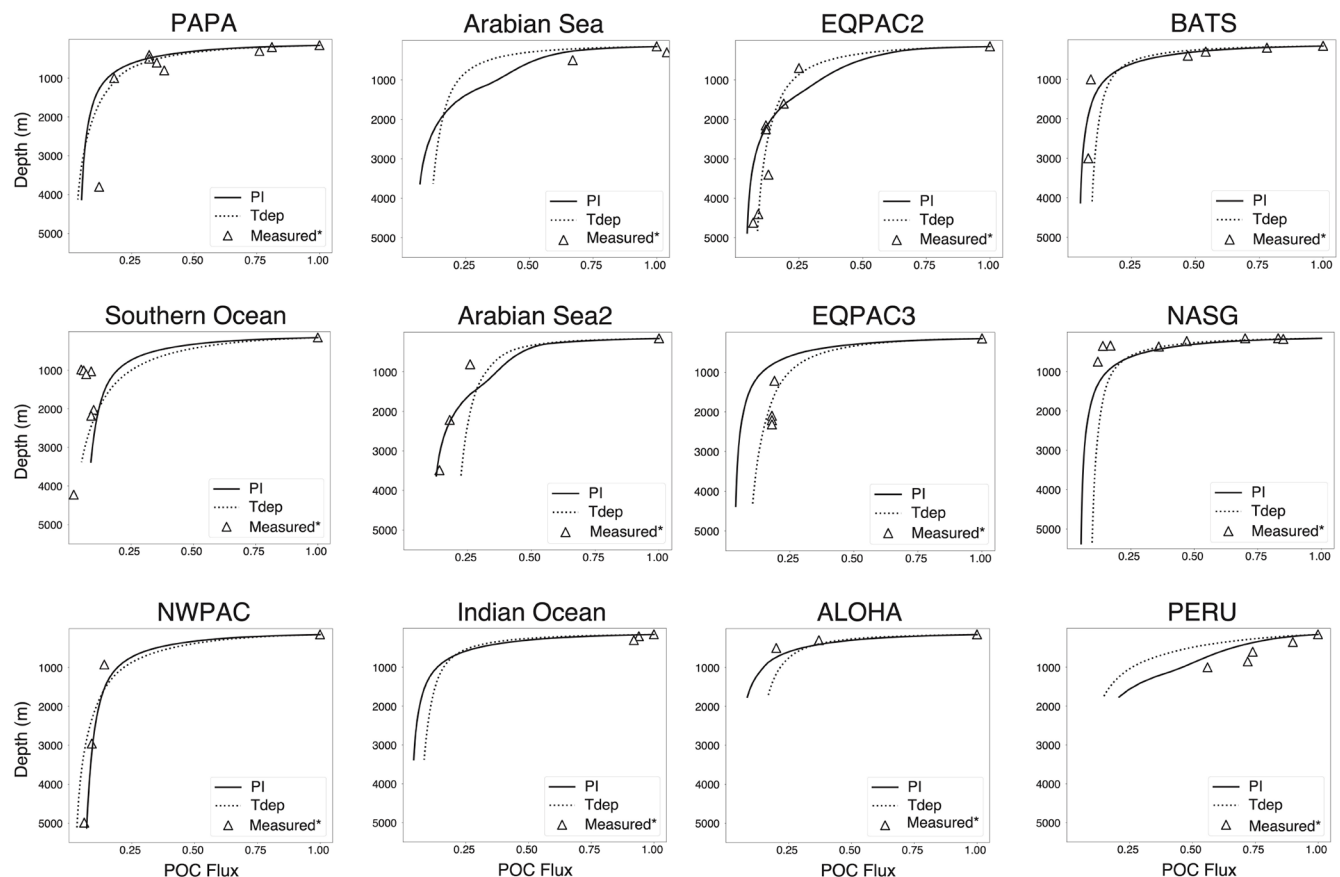 PAPA
Depth (m)
1000
2000
3000
4000
5000
0.25
0.50
0.75
1.00
PI
Tdep
Measured*
Arabian Sea
1000
2000
3000
4000
5000
0.25
0.50
0.75
1.00
PI
Tdep
Measured*
EQPAC2
1000
2000
3000
4000
5000
0.25
0.50
0.75
1.00
PI
Tdep
Measured*
BATS
1000
2000
3000
4000
5000
0.25
0.50
0.75
1.00
PI
Tdep
Measured*
Southern Ocean
Depth (m)
1000
2000
3000
4000
5000
0.25
0.50
0.75
1.00
PI
Tdep
Measured*
Arabian Sea2
1000
2000
3000
4000
5000
0.25
0.50
0.75
1.00
PI
Tdep
Measured*
EQPAC3
1000
2000
3000
4000
5000
0.25
0.50
0.75
1.00
PI
Tdep
Measured*
NASG
1000
2000
3000
4000
5000
0.25
0.50
0.75
1.00
PI
Tdep
Measured*
NWPAC
Depth (m)
1000
2000
3000
4000
5000
0.25
0.50
0.75
1.00
POC Flux
PI
Tdep
Measured*
Indian Ocean
1000
2000
3000
4000
5000
0.25
0.50
0.75
1.00
POC Flux
PI
Tdep
Measured*
ALOHA
1000
2000
3000
4000
5000
0.25
0.50
0.75
1.00
POC Flux
PI
Tdep
Measured*
PERU
1000
2000
3000
4000
5000
0.25
0.50
0.75
1.00
POC Flux
PI
Tdep
Measured*